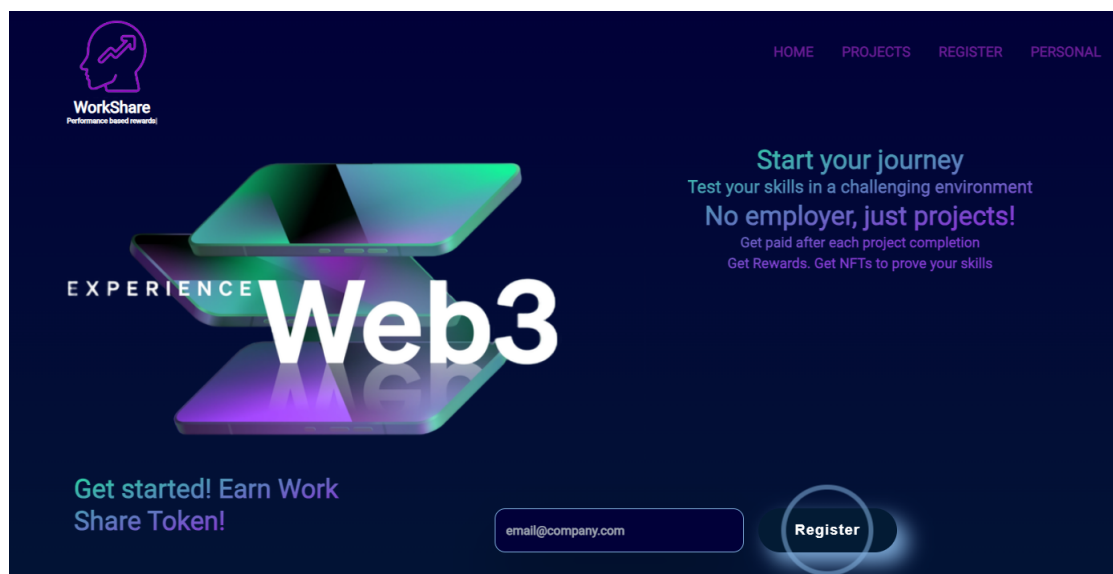 WorkShare
Performance based rewards|
HOME PROJECTS REGISTER PERSONAL
EXPERIENCE
Web3
Start your journey
Test your skills in a challenging environment
No employer, just projects!
Get paid after each project completion
Get Rewards. Get NFTs to prove your skills
Get started! Earn Work
Share Token!
email@company.com
Register